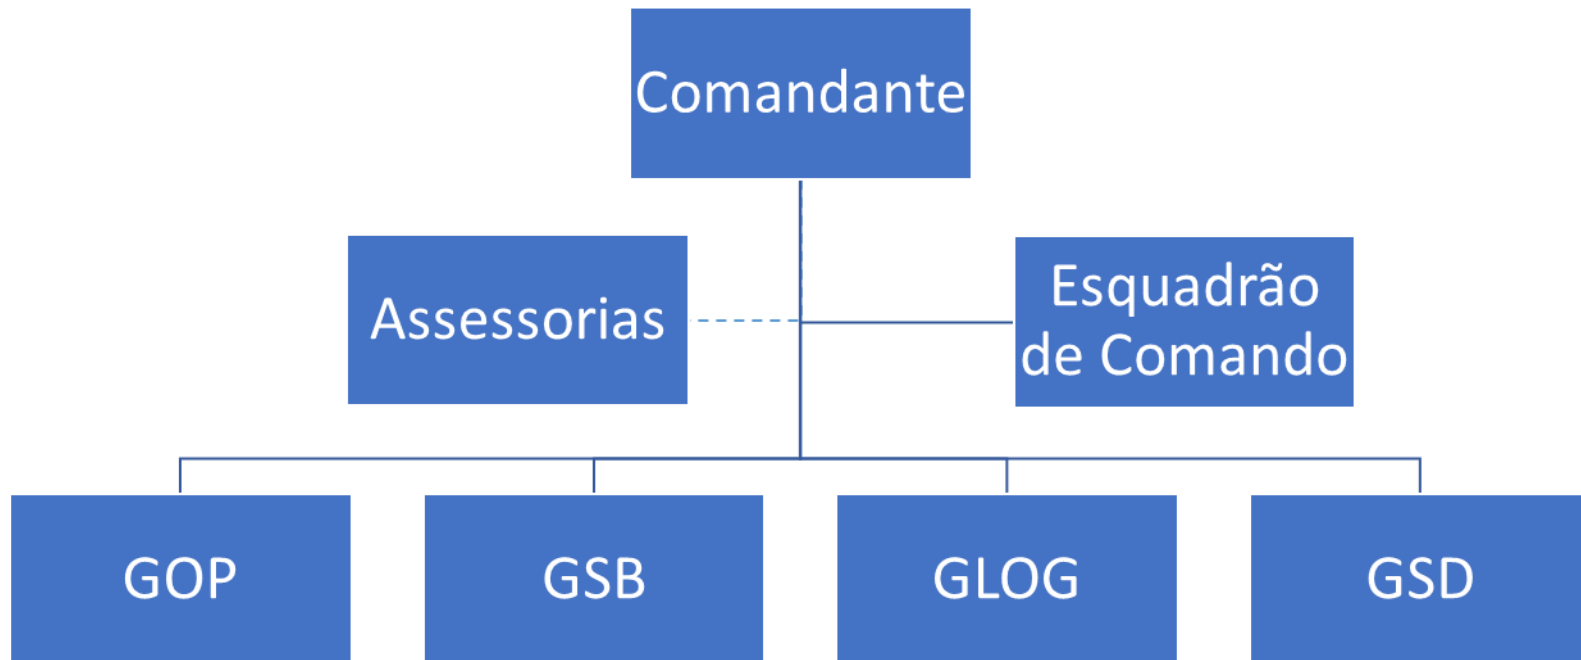 Comandante
Assessorias
Esquadrão
de Comando
GOP
GSB
GLOG
GSD